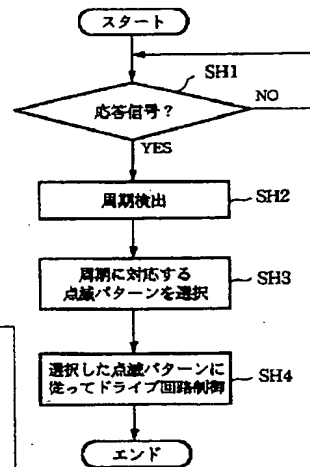 スタート
SH1
応答信号？
NO
YES
周期検出
SH2
周期に対応する
点滅パターンを選択
SH3
選択した点滅パターンに
従ってドライブ回路制御
SH4
エンド